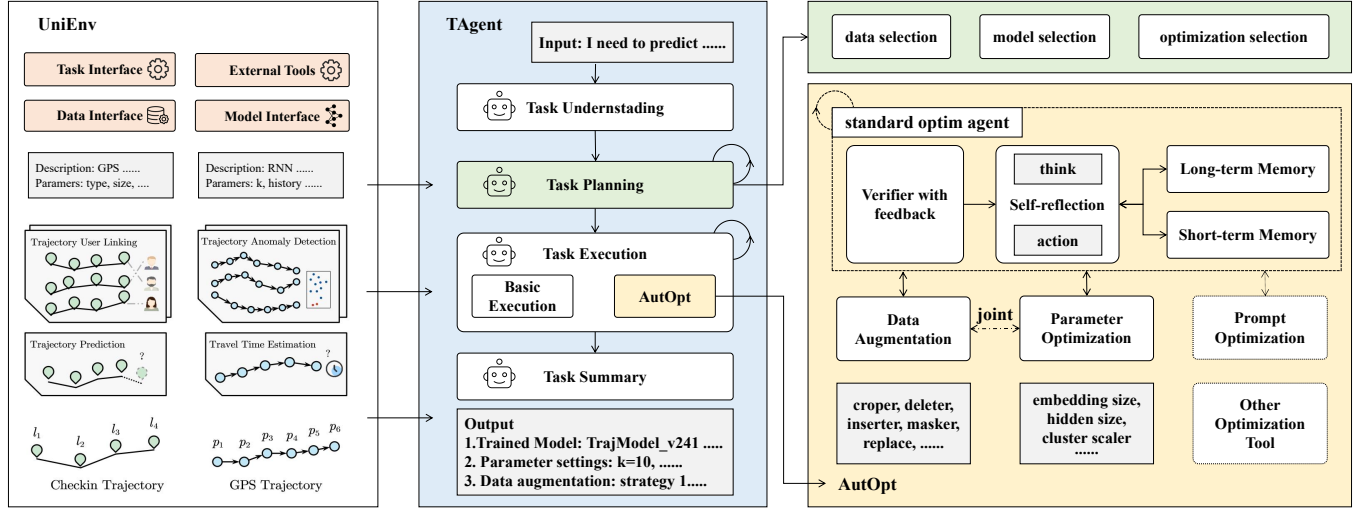 UniEnv
Task Interface
External Tools
Data Interface
Model Interface
Description: GPS ......
Paramers: type, size, ....
Description: RNN ......
Paramers: k, history ......
Trajectory User Linking
Trajectory Anomaly Detection
Trajectory Prediction
?
Travel Time Estimation
?
l1
l2
l3
l4
p1
p2
p3
p4
p5
p6
Checkin Trajectory
GPS Trajectory
TAgent
Input: I need to predict ......
Task Undernstading
Task Planning
Task Execution
Basic
Execution
AutOpt
Task Summary
Output
1.Trained Model: TrajModel_v241 .....
2. Parameter settings: k=10, ......
3. Data augmentation: strategy 1.....
data selection
model selection
optimization selection
standard optim agent
Verifier with
feedback
think
Self-reflection
action
Long-term Memory
Short-term Memory
Data
Augmentation
joint
Parameter
Optimization
Prompt
Optimization
croper, deleter,
inserter, masker,
replace, ......
embedding size,
hidden size,
cluster scaler
......
Other
Optimization
Tool
AutOpt